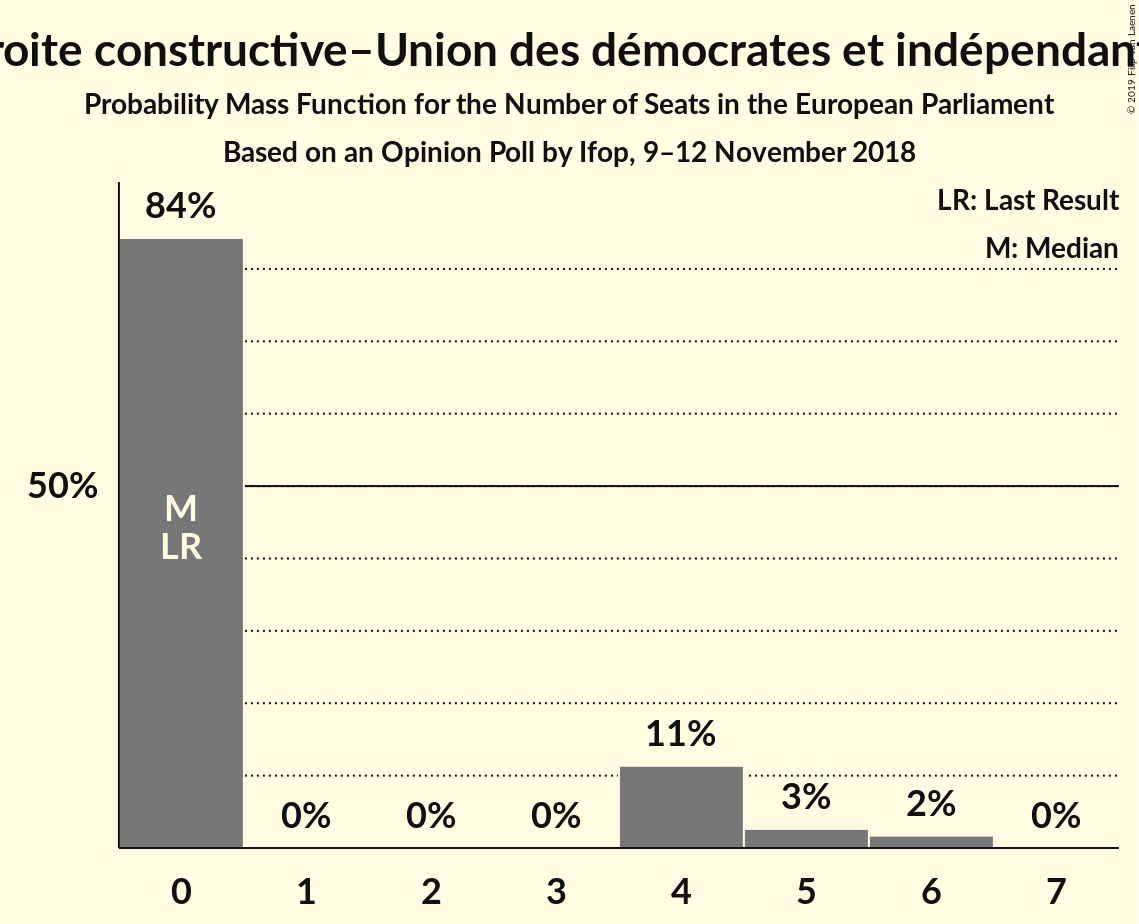 roite constructive–Union des démocrates et indépendan
© 2019 Filip van Laenen
Probability Mass Function for the Number of Seats in the European Parliament
Based on an Opinion Poll by Ifop, 9–12 November 2018
LR: Last Result
M: Median
84%
50%
M
LR
11%
3%
2%
0%
0%
0%
0%
0
1
2
3
4
5
6
7